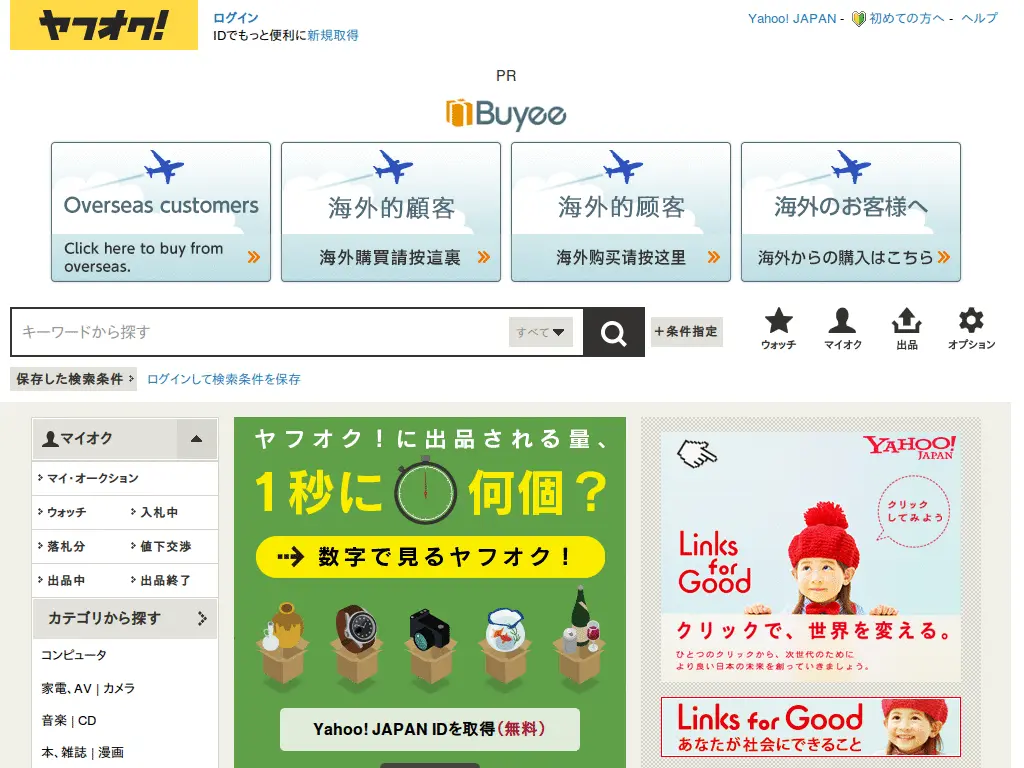 ヤフオク!
ログイン
IDでもっと便利に新規取得
Yahoo! JAPAN - 初めての方へ - ヘルプ
PR
Buyee
Overseas customers
Click here to buy from
overseas.
海外的顧客
海外購買請按這裏
海外的顾客
海外购买请按这里
海外のお客様へ
海外からの購入はこちら
キーワードから探す
すべて
+条件指定
ウォッチ
マイオク
出品
オプション
保存した検索条件
ログインして検索条件を保存
マイオク
マイ・オークション
ウォッチ
入札中
落札分
値下交渉
出品中
出品終了
カテゴリから探す
コンピュータ
家電、AV | カメラ
音楽 | CD
本、雑誌 | 漫画
ヤフオク!に出品される量、
1秒に何個?
数字で見るヤフオク!
Yahoo! JAPAN IDを取得(無料)
YAHOO!
JAPAN
クリック
してみよう
Links
for
Good
クリックで、世界を変える。
ひとつのクリックから、次世代のために
より良い日本の未来を創っていきましょう。
Links for Good
あなたが社会にできること